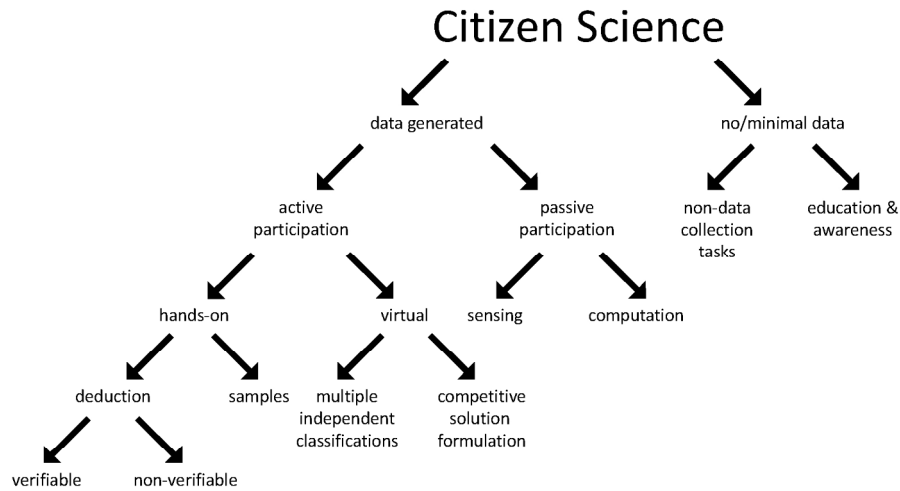 Citizen Science
data generated
no/minimal data
active
participation
passive
participation
non-data
collection
tasks
education &
awareness
hands-on
virtual
sensing
computation
deduction
samples
multiple
independent
classifications
competitive
solution
formulation
verifiable
non-verifiable